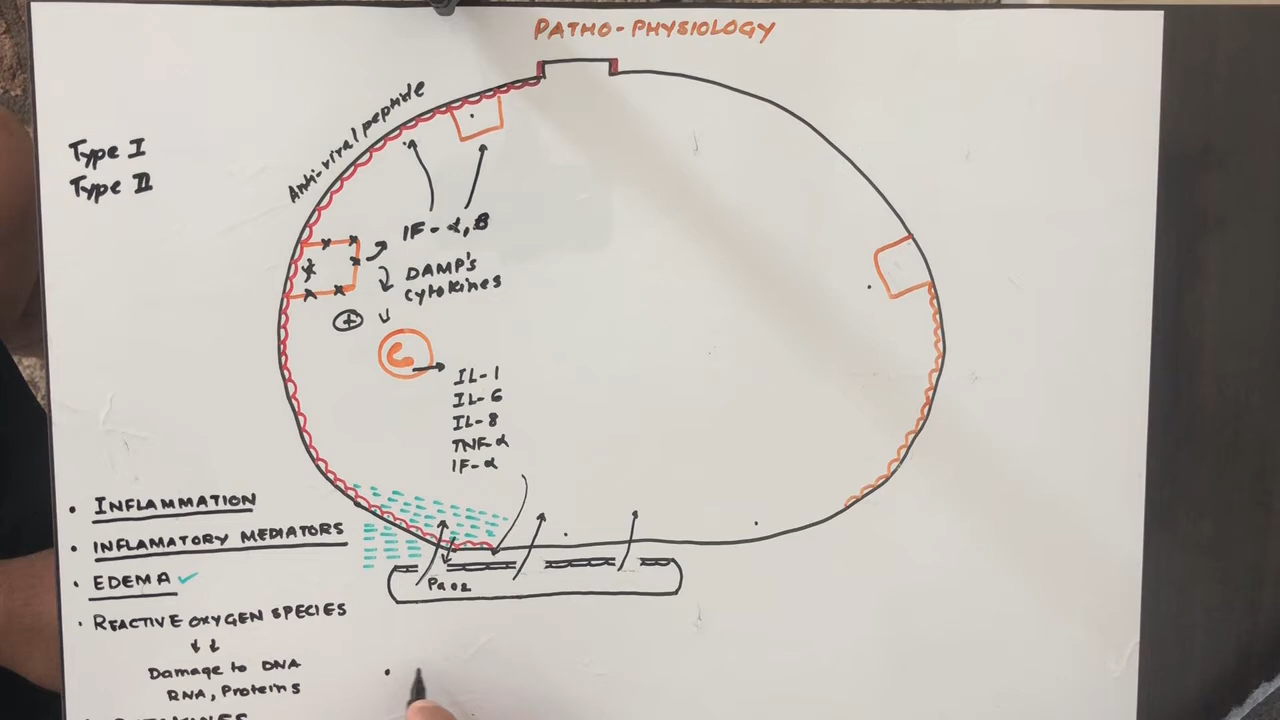 PATHO-PHYSIOLOGY
Anti-viral peptide
Type I
Type II
IF-α,B
DAMP's
cytokines
+
IL-1
IL-6
IL-8
TNF-α
IF-α
PaO2
• INFLAMMATION
• INFLAMATORY MEDIATORS
• EDEMA ✓
• REACTIVE OXYGEN SPECIES
↓↓
Damage to DNA
RNA, Proteins